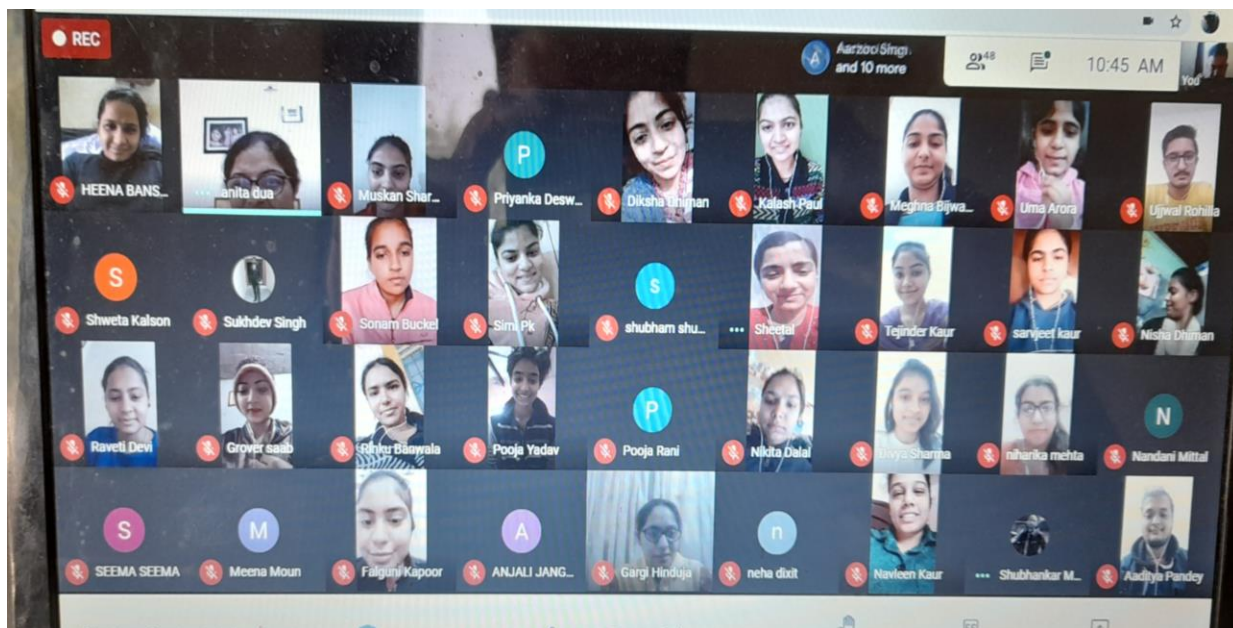 REC
A
Aarzoo Singh
and 10 more
48
10:45 AM
You
HEENA BANS...
anita dua
Muskan Shar...
P
Priyanka Desw...
Diksha Dhiman
Kalash Paul
Meghna Bijwa...
Uma Arora
Ujjwal Rohilla
S
Shweta Kalson
Sukhdev Singh
Sonam Buckel
Simi Pk
s
shubham shu...
Sheetal
Tejinder Kaur
sarvjeet kaur
Nisha Dhiman
Raveti Devi
Grover saab
Rinku Banwala
Pooja Yadav
P
Pooja Rani
Nikita Dalal
Divya Sharma
niharika mehta
N
Nandani Mittal
S
SEEMA SEEMA
M
Meena Moun
Falguni Kapoor
A
ANJALI JANG...
Gargi Hinduja
n
neha dixit
Navleen Kaur
Shubhankar M...
Aaditya Pandey